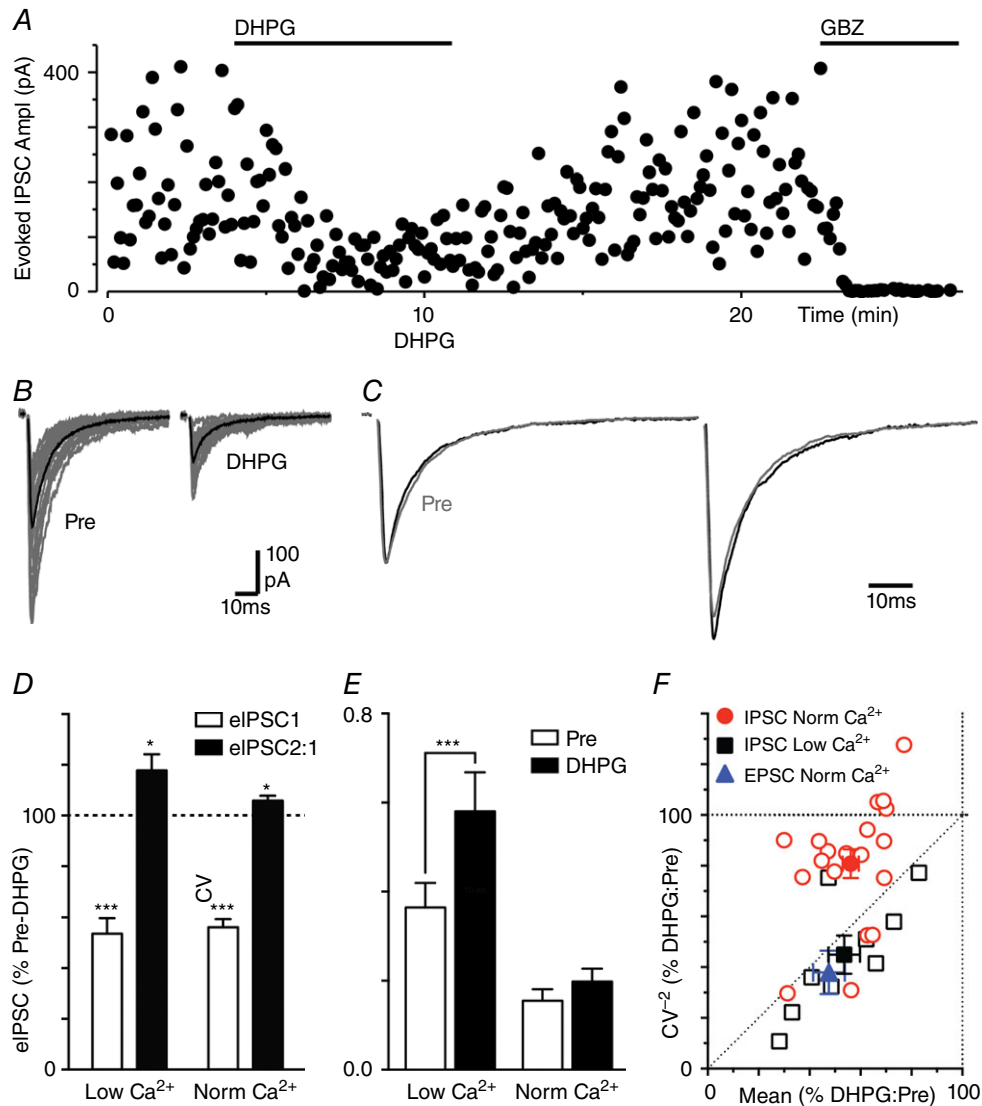 A
DHPG
GBZ
Evoked IPSC Ampl (pA)
400
0
0
10
20
Time (min)
DHPG
B
C
Pre
DHPG
Pre
100
pA
10ms
10ms
D
E
F
eIPSC1
eIPSC2:1
*
*
100
***
***
CV
eIPSC (% Pre-DHPG)
0
Low Ca²⁺
Norm Ca²⁺
0.8
Pre
DHPG
***
0.0
Low Ca²⁺
Norm Ca²⁺
IPSC Norm Ca²⁺
IPSC Low Ca²⁺
EPSC Norm Ca²⁺
100
CV⁻² (% DHPG:Pre)
0
0
100
Mean (% DHPG:Pre)